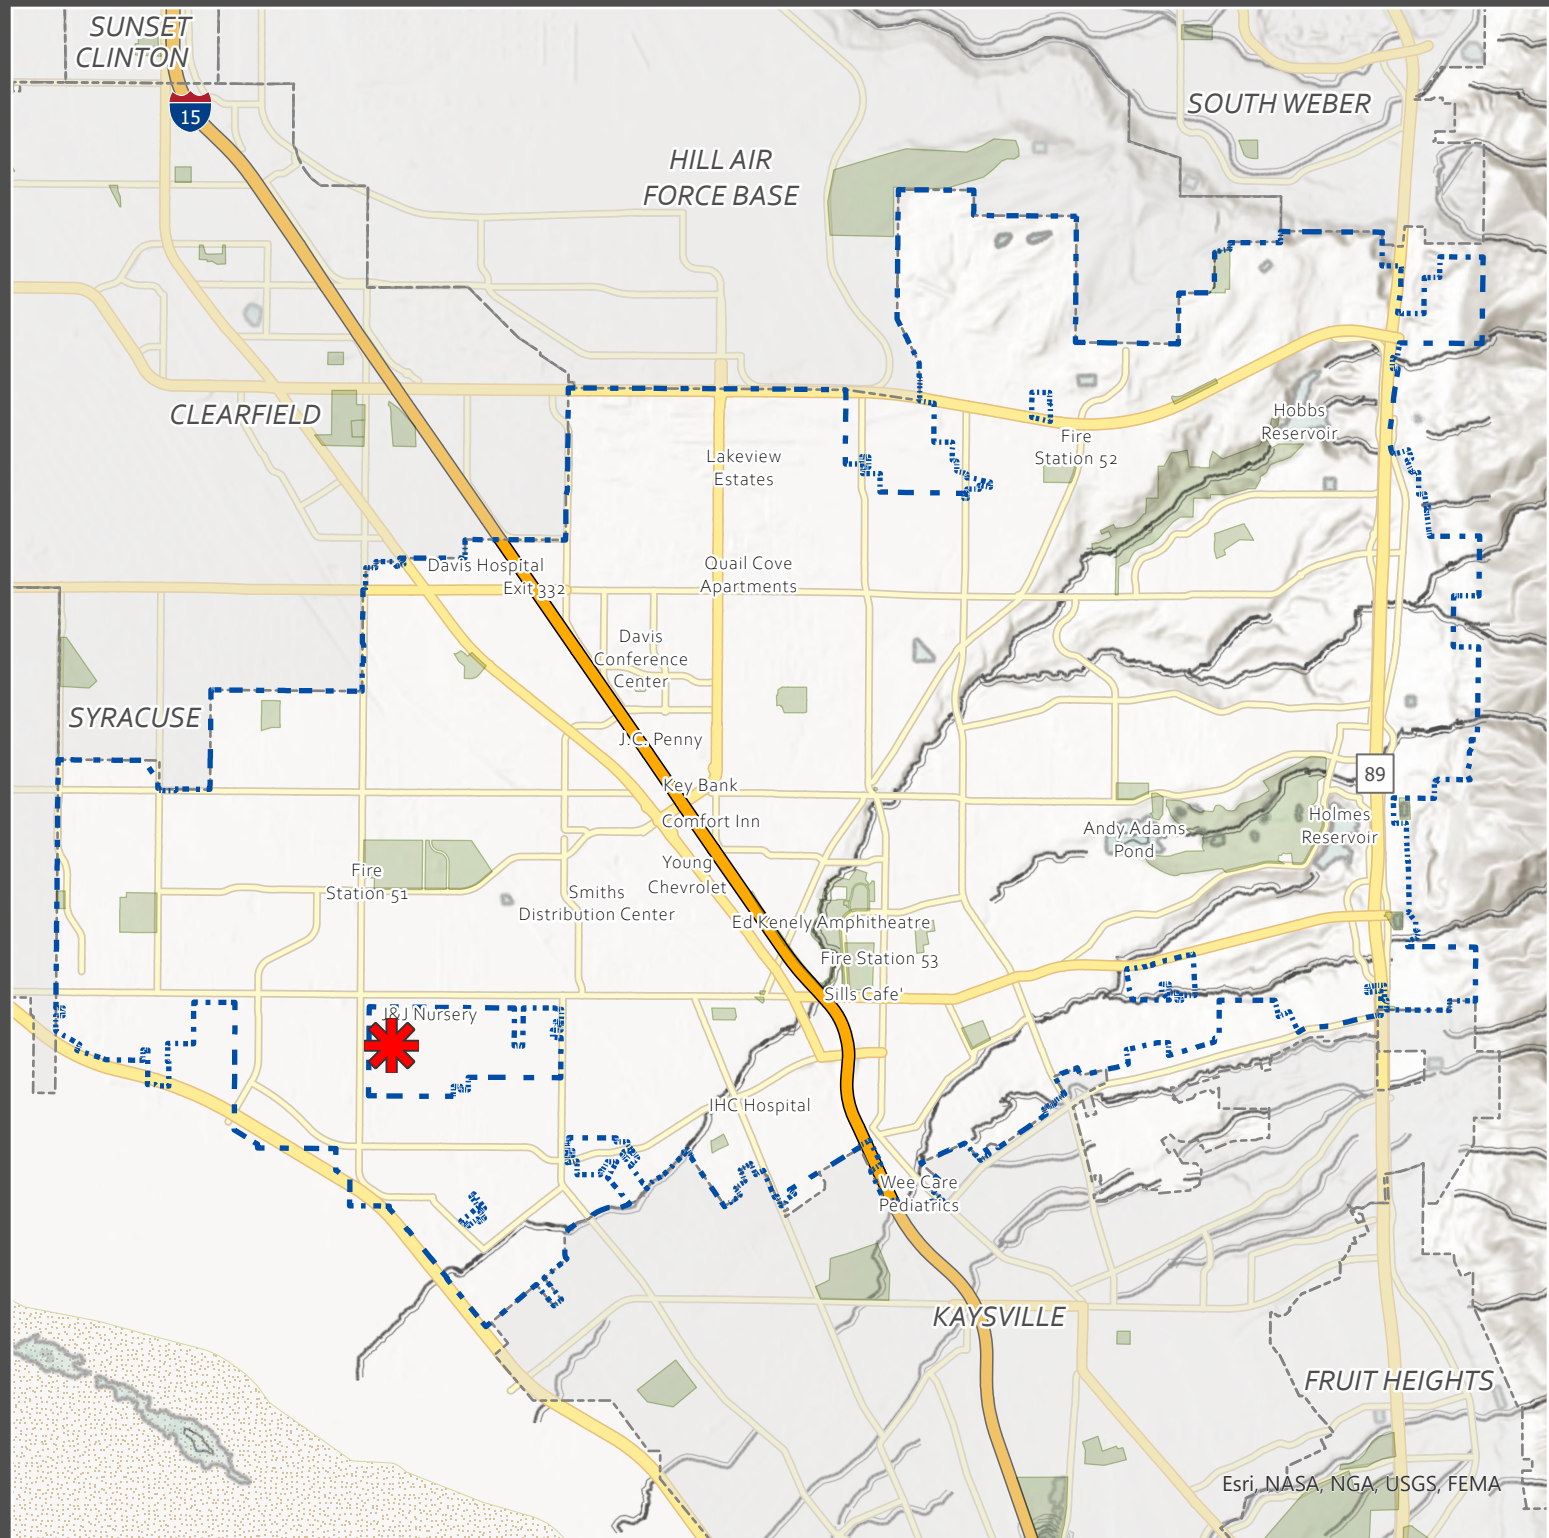 SUNSET
CLINTON
15
SOUTH WEBER
HILL AIR
FORCE BASE
CLEARFIELD
Hobbs
Reservoir
Fire
Station 52
Lakeview
Estates
Davis Hospital
Exit 332
Quail Cove
Apartments
Davis
Conference
Center
SYRACUSE
J.C. Penny
89
Key Bank
Comfort Inn
Andy Adams
Pond
Holmes
Reservoir
Young
Chevrolet
Fire
Station 51
Smiths
Distribution Center
Ed Kenely Amphitheatre
Fire Station 53
Sills Cafe'
J&J Nursery
IHC Hospital
Wee Care
Pediatrics
KAYSVILLE
FRUIT HEIGHTS
Esri, NASA, NGA, USGS, FEMA